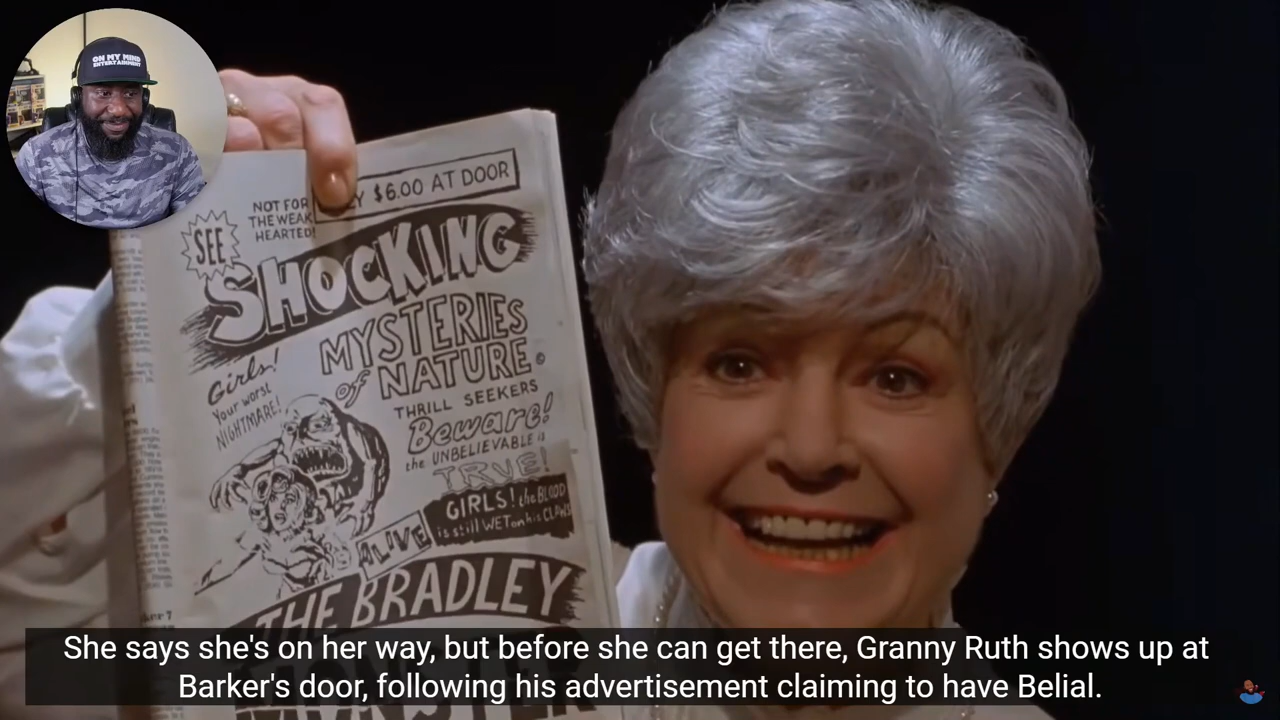 ON MY MIND
ENTERTAINMENT
$6.00 AT DOOR
NOT FOR
THE WEAK
HEARTED!
SEE
SHOCKING
MYSTERIES
of NATURE
Girls!
Your worst
NIGHTMARE!
THRILL SEEKERS
Beware!
the UNBELIEVABLE is
TRUE!
GIRLS! the BLOOD
is still WET on his CLAWS
ALIVE
THE BRADLEY
MONSTER
She says she's on her way, but before she can get there, Granny Ruth shows up at
Barker's door, following his advertisement claiming to have Belial.